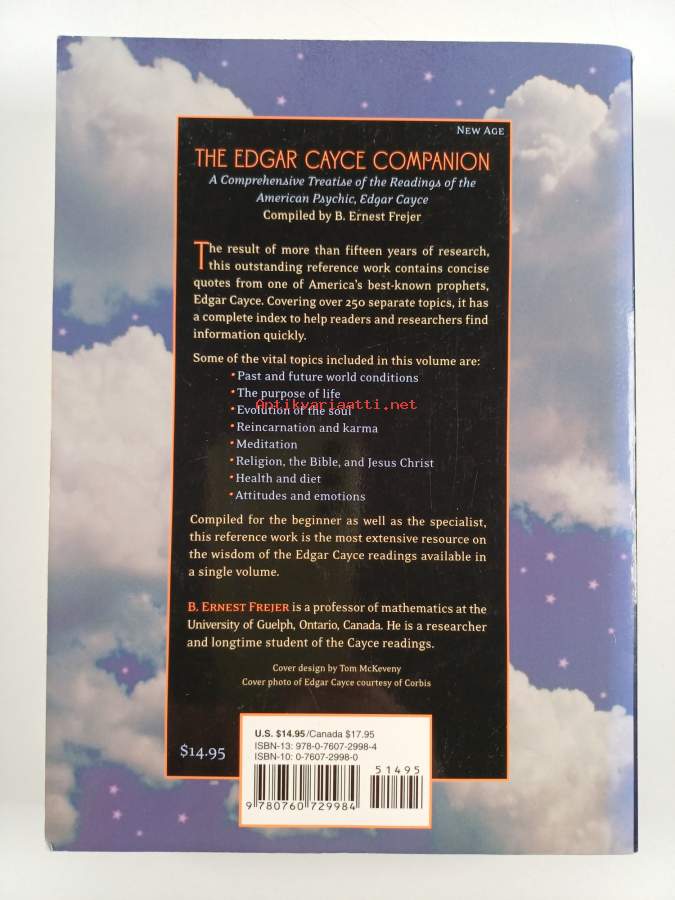 New Age
THE EDGAR CAYCE COMPANION
A Comprehensive Treatise of the Readings of the
American Psychic, Edgar Cayce
Compiled by B. Ernest Frejer
The result of more than fifteen years of research,
this outstanding reference work contains concise
quotes from one of America's best-known prophets,
Edgar Cayce. Covering over 250 separate topics, it has
a complete index to help readers and researchers find
information quickly.
Some of the vital topics included in this volume are:
• Past and future world conditions
• The purpose of life
Antikvariaatti.net
• Evolution of the soul
• Reincarnation and karma
• Meditation
• Religion, the Bible, and Jesus Christ
• Health and diet
• Attitudes and emotions
Compiled for the beginner as well as the specialist,
this reference work is the most extensive resource on
the wisdom of the Edgar Cayce readings available in
a single volume.
B. Ernest Frejer is a professor of mathematics at the
University of Guelph, Ontario, Canada. He is a researcher
and longtime student of the Cayce readings.
Cover design by Tom McKeveny
Cover photo of Edgar Cayce courtesy of Corbis
$14.95
U.S. $14.95/Canada $17.95
ISBN-13: 978-0-7607-2998-4
ISBN-10: 0-7607-2998-0
51495
9 780760 729984